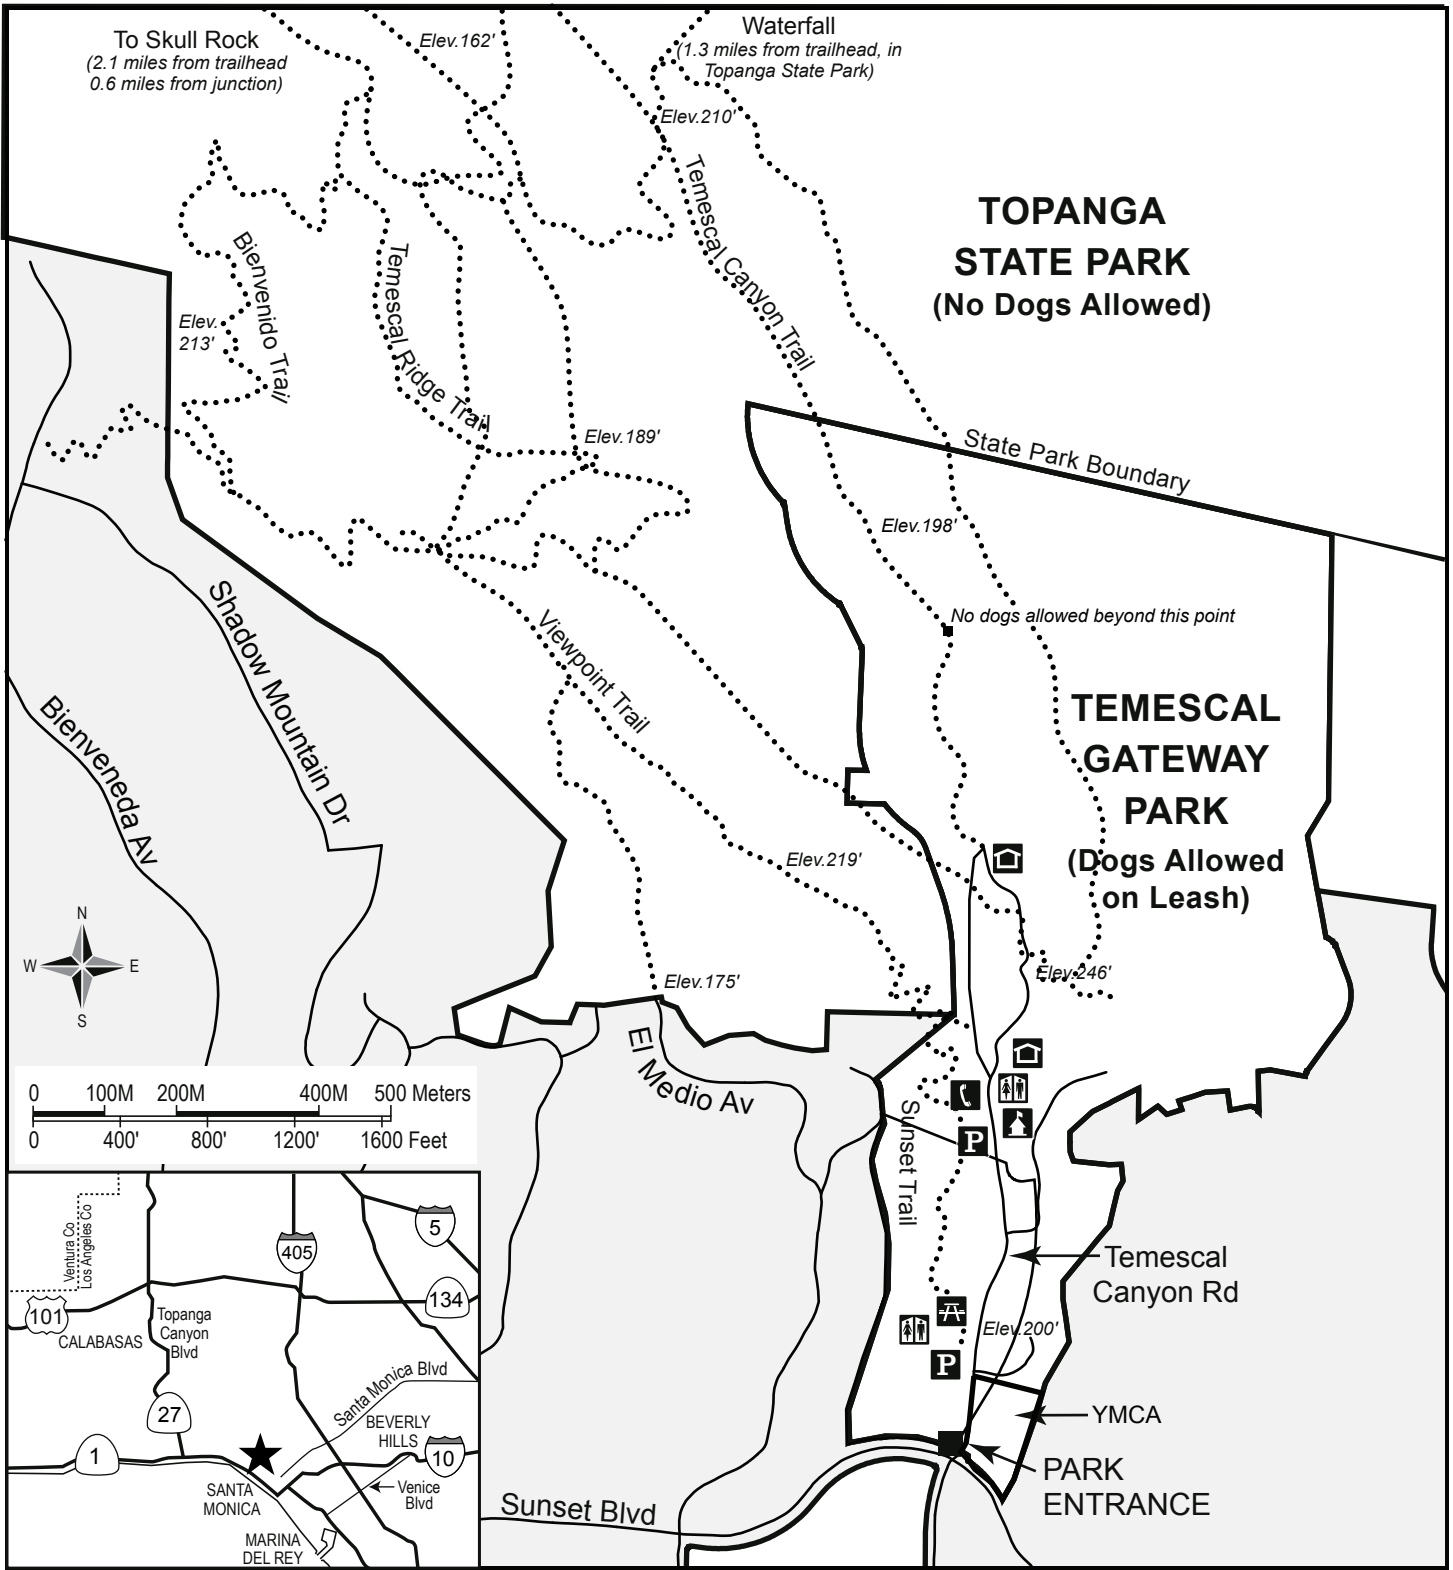 To Skull Rock
(2.1 miles from trailhead
0.6 miles from junction)
Elev.162'
Waterfall
(1.3 miles from trailhead, in
Topanga State Park)
Elev.210'
TOPANGA
STATE PARK
(No Dogs Allowed)
Bienvenido Trail
Elev.
213'
Temescal Ridge Trail
Temescal Canyon Trail
Elev.189'
State Park Boundary
Elev.198'
No dogs allowed beyond this point
Shadow Mountain Dr
Viewpoint Trail
Bienveneda Av
TEMESCAL
GATEWAY
PARK
(Dogs Allowed
on Leash)
Elev.219'
N
W E
S
Elev.175'
Elev.246'
El Medio Av
0 100M 200M 400M 500 Meters
0 400' 800' 1200' 1600 Feet
Sunset Trail
P
Temescal
Canyon Rd
Elev.200'
P
YMCA
PARK
ENTRANCE
Sunset Blvd
Ventura Co
Los Angeles Co
5
405
134
101
CALABASAS
Topanga
Canyon
Blvd
Santa Monica Blvd
27
BEVERLY
HILLS
1
10
SANTA
MONICA
Venice
Blvd
MARINA
DEL REY